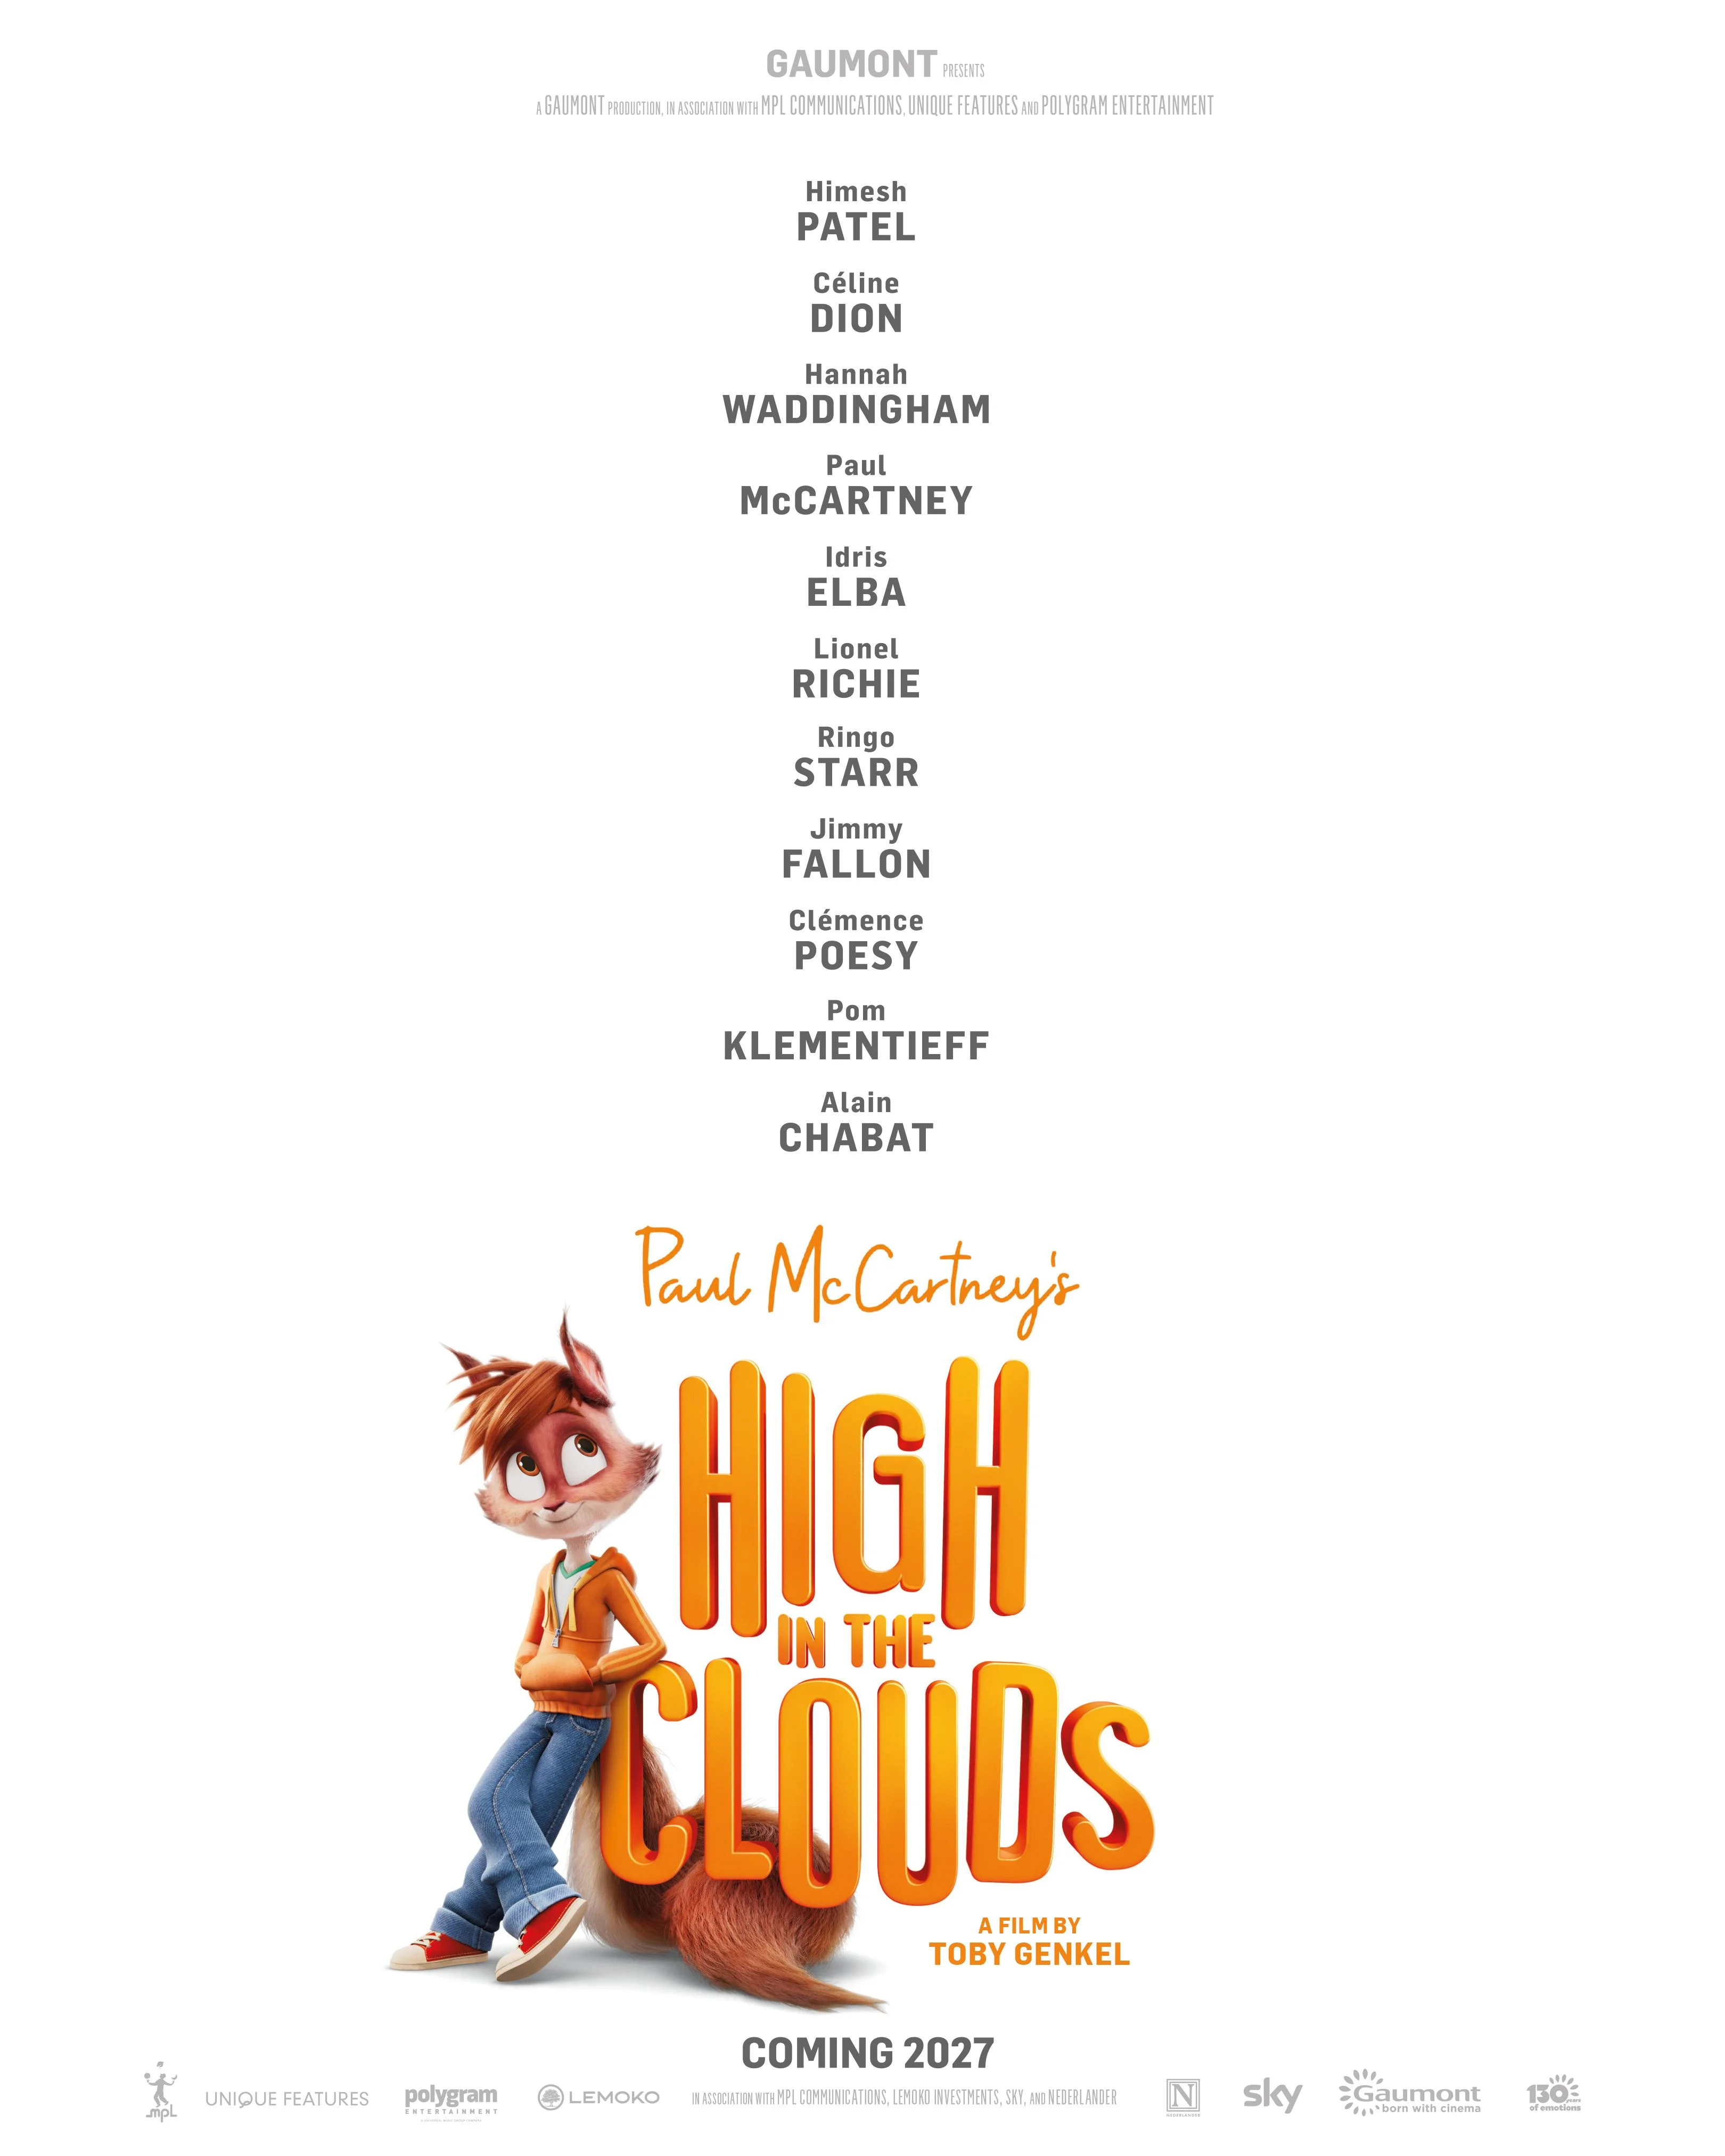 GAUMONT PRESENTS
A GAUMONT PRODUCTION, IN ASSOCIATION WITH MPL COMMUNICATIONS, UNIQUE FEATURES AND POLYGRAM ENTERTAINMENT
Himesh
PATEL
Céline
DION
Hannah
WADDINGHAM
Paul
McCARTNEY
Idris
ELBA
Lionel
RICHIE
Ringo
STARR
Jimmy
FALLON
Clémence
POESY
Pom
KLEMENTIEFF
Alain
CHABAT
Paul McCartney's
HIGH
IN THE
CLOUDS
A FILM BY
TOBY GENKEL
COMING 2027
mpL
UNIQUE FEATURES
polygram
ENTERTAINMENT
LEMOKO
IN ASSOCIATION WITH MPL COMMUNICATIONS, LEMOKO INVESTMENTS, SKY, AND NEDERLANDER
N
NEDERLANDER
sky
Gaumont
born with cinema
130 years
of emotions